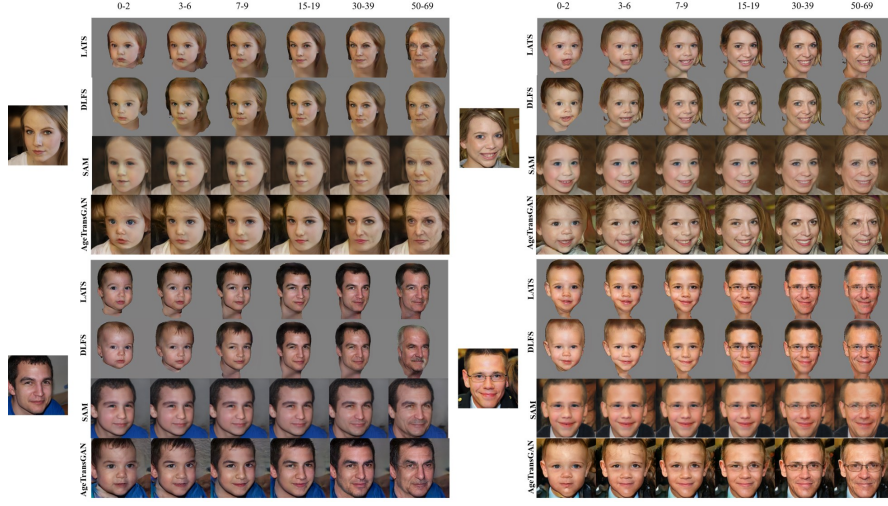 0-2 3-6 7-9 15-19 30-39 50-69
0-2 3-6 7-9 15-19 30-39 50-69
LATS
DLFS
SAM
AgeTransGAN
LATS
DLFS
SAM
AgeTransGAN
LATS
DLFS
SAM
AgeTransGAN
LATS
DLFS
SAM
AgeTransGAN